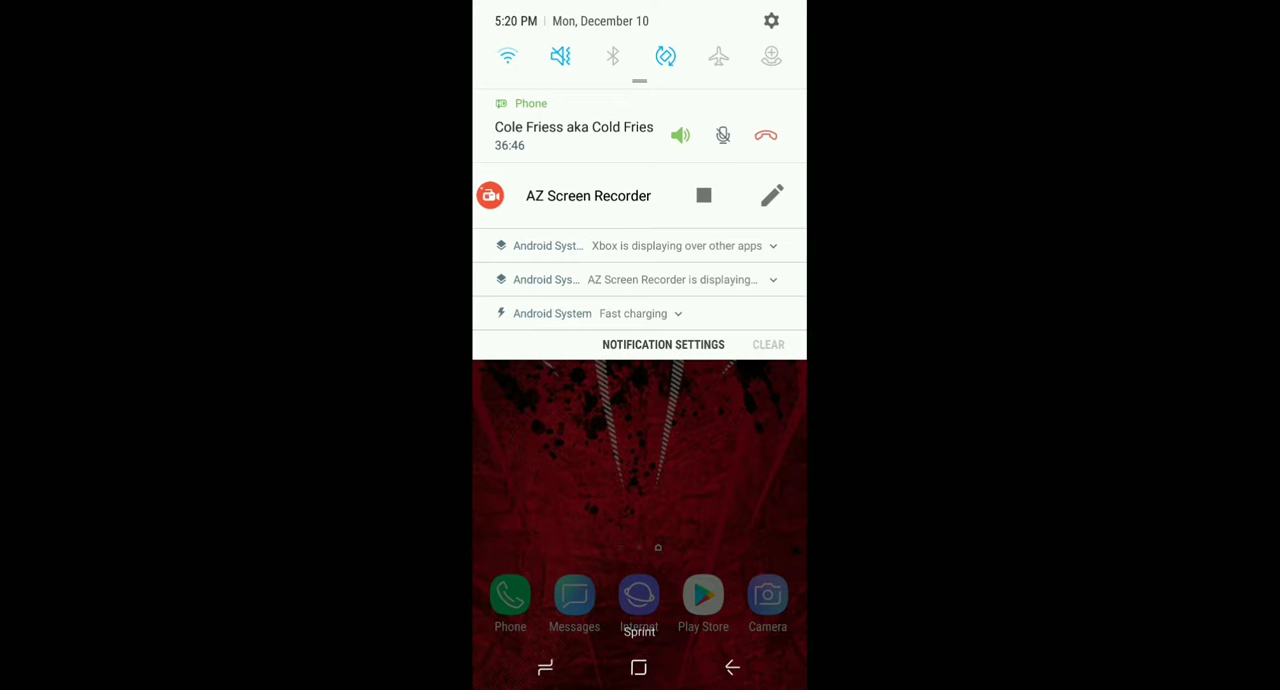 5:20 PM | Mon, December 10
Phone
Cole Friess aka Cold Fries
36:46
AZ Screen Recorder
Android Syst... Xbox is displaying over other apps
Android Sys... AZ Screen Recorder is displaying...
Android System Fast charging
NOTIFICATION SETTINGS CLEAR
Phone Messages Internet Play Store Camera
Sprint